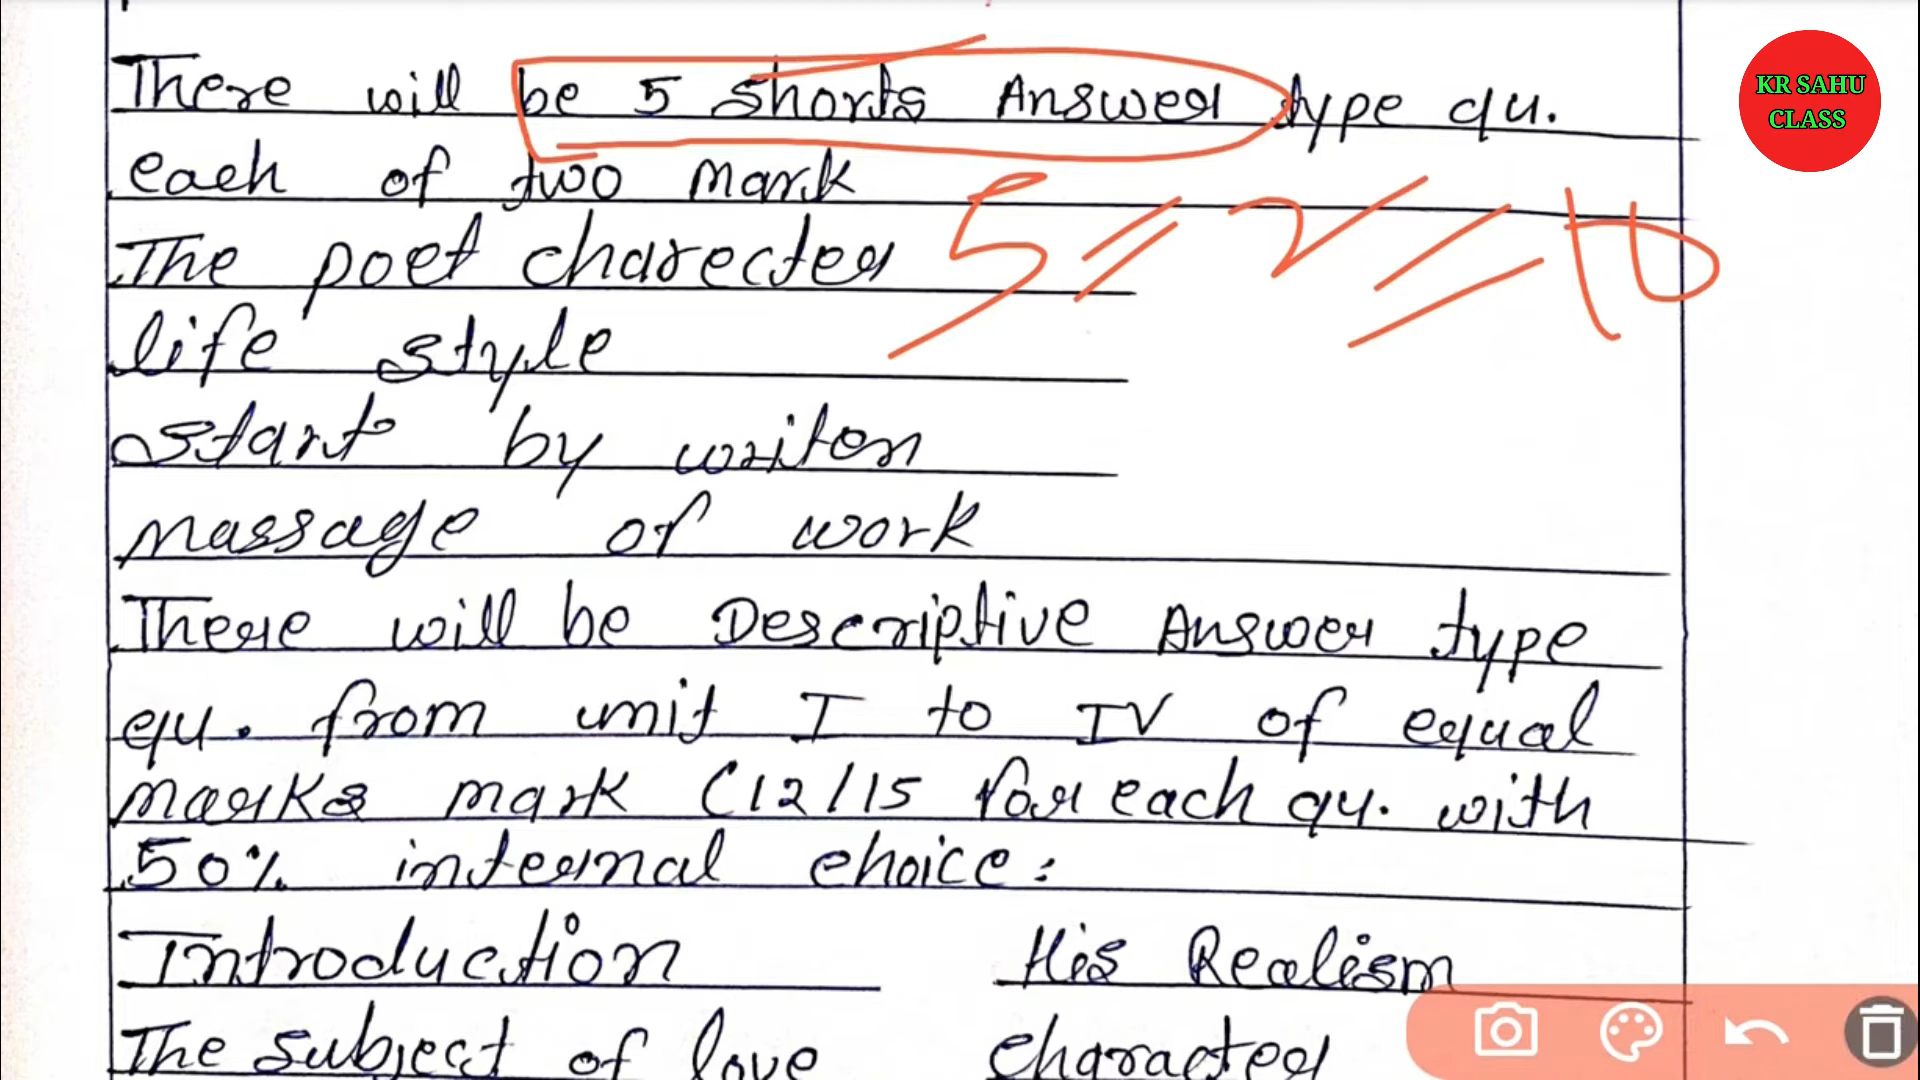 There will be 5 shorts Answer type qu.
KR SAHU
CLASS
each of two mark
5 = 2 = 10
The poet charecter
life style
start by writen
massage of work
There will be Descriptive Answer type
qu. from unit I to IV of equal
marks mark (12/15 for each qu. with
50% internal choice:
Introduction His Realism
The subject of love character